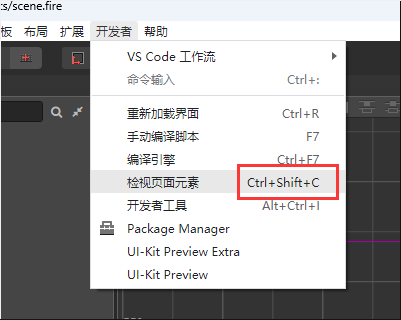 ts/scene.fire
板 布局 扩展 开发者 帮助
VS Code 工作流
命令输入 Ctrl+:
重新加载界面 Ctrl+R
手动编译脚本 F7
编译引擎 Ctrl+F7
检视页面元素 Ctrl+Shift+C
开发者工具 Alt+Ctrl+I
Package Manager
UI-Kit Preview Extra
UI-Kit Preview